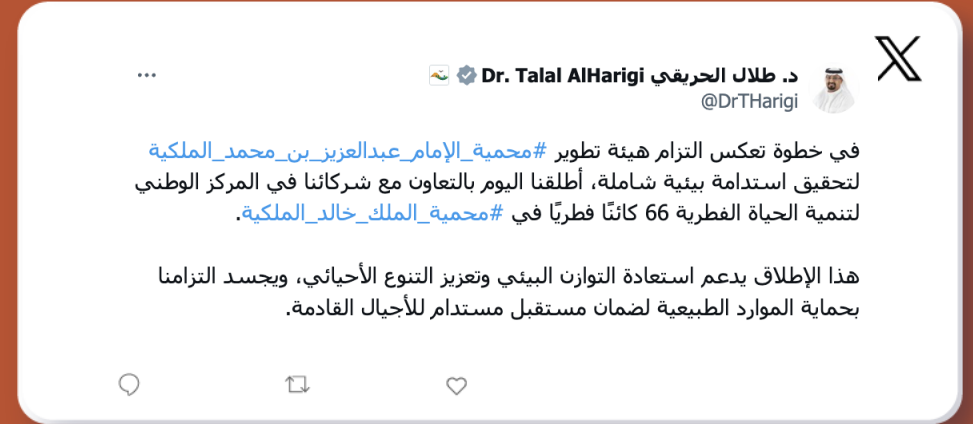 د. طلال الحريقي Dr. Talal AlHarigi
@DrTHarigi
في خطوة تعكس التزام هيئة تطوير #محمية_الإمام_عبدالعزيز_بن_محمد_الملكية
لتحقيق استدامة بيئية شاملة، أطلقنا اليوم بالتعاون مع شركائنا في المركز الوطني
لتنمية الحياة الفطرية 66 كائنًا فطريًا في #محمية_الملك_خالد_الملكية.
هذا الإطلاق يدعم استعادة التوازن البيئي وتعزيز التنوع الأحيائي، ويجسد التزامنا
بحماية الموارد الطبيعية لضمان مستقبل مستدام للأجيال القادمة.